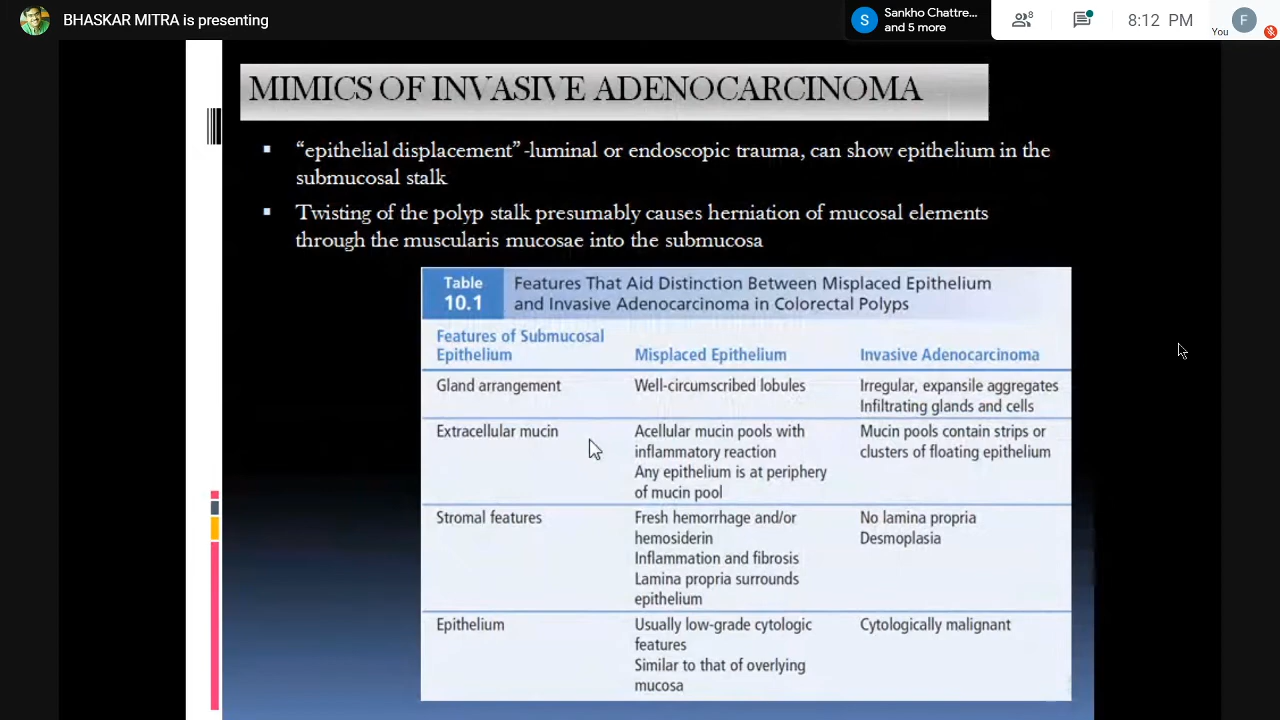 BHASKAR MITRA is presenting
S
Sankho Chattre...
and 5 more
8
8:12 PM
You
F
MIMICS OF INVASIVE ADENOCARCINOMA
“epithelial displacement” -luminal or endoscopic trauma, can show epithelium in the
submucosal stalk
Twisting of the polyp stalk presumably causes herniation of mucosal elements
through the muscularis mucosae into the submucosa
Table
10.1
Features That Aid Distinction Between Misplaced Epithelium
and Invasive Adenocarcinoma in Colorectal Polyps
Features of Submucosal
Epithelium
Misplaced Epithelium
Invasive Adenocarcinoma
Gland arrangement
Well-circumscribed lobules
Irregular, expansile aggregates
Infiltrating glands and cells
Extracellular mucin
Acellular mucin pools with
inflammatory reaction
Any epithelium is at periphery
of mucin pool
Mucin pools contain strips or
clusters of floating epithelium
Stromal features
Fresh hemorrhage and/or
hemosiderin
Inflammation and fibrosis
Lamina propria surrounds
epithelium
No lamina propria
Desmoplasia
Epithelium
Usually low-grade cytologic
features
Similar to that of overlying
mucosa
Cytologically malignant